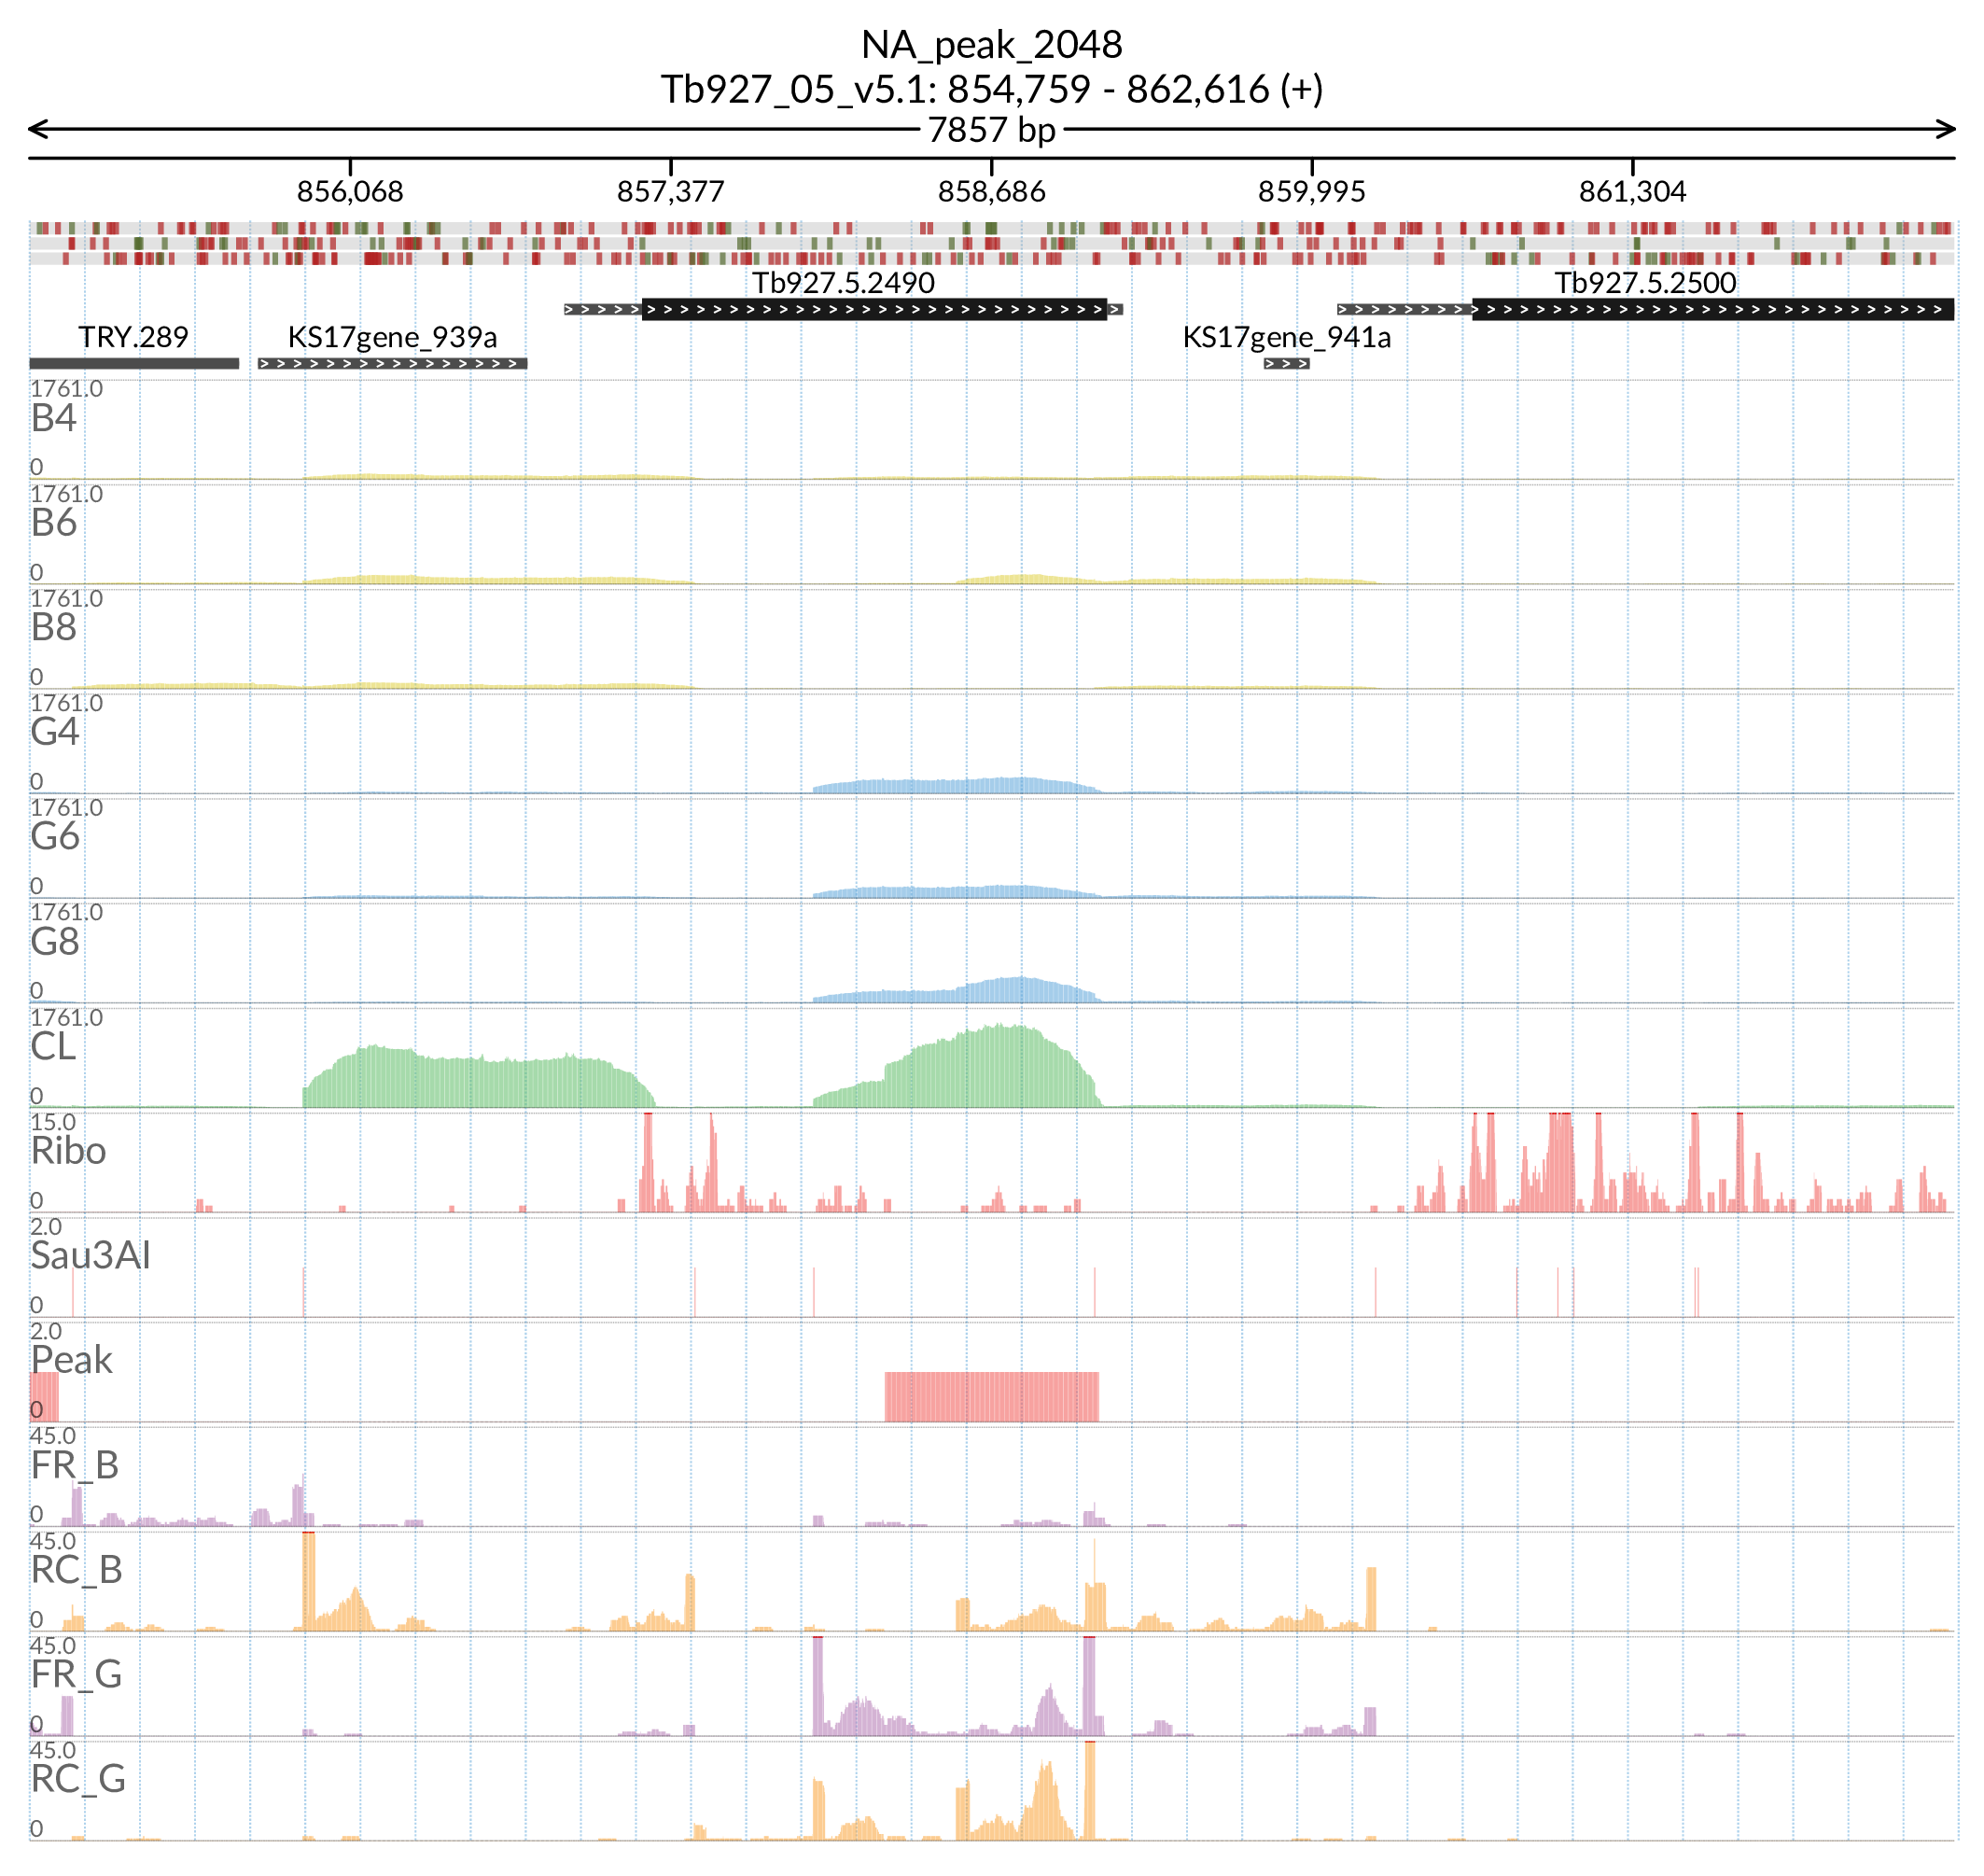 NA_peak_2048
Tb927_05_v5.1: 854,759 - 862,616 (+)
7857 bp
856,068 857,377 858,686 859,995 861,304
Tb927.5.2490 Tb927.5.2500
TRY.289 KS17gene_939a KS17gene_941a
1761.0
B4
0
1761.0
B6
0
1761.0
B8
0
1761.0
G4
0
1761.0
G6
0
1761.0
G8
0
1761.0
CL
0
15.0
Ribo
0
2.0
Sau3AI
0
2.0
Peak
0
45.0
FR_B
0
45.0
RC_B
0
45.0
FR_G
0
45.0
RC_G
0